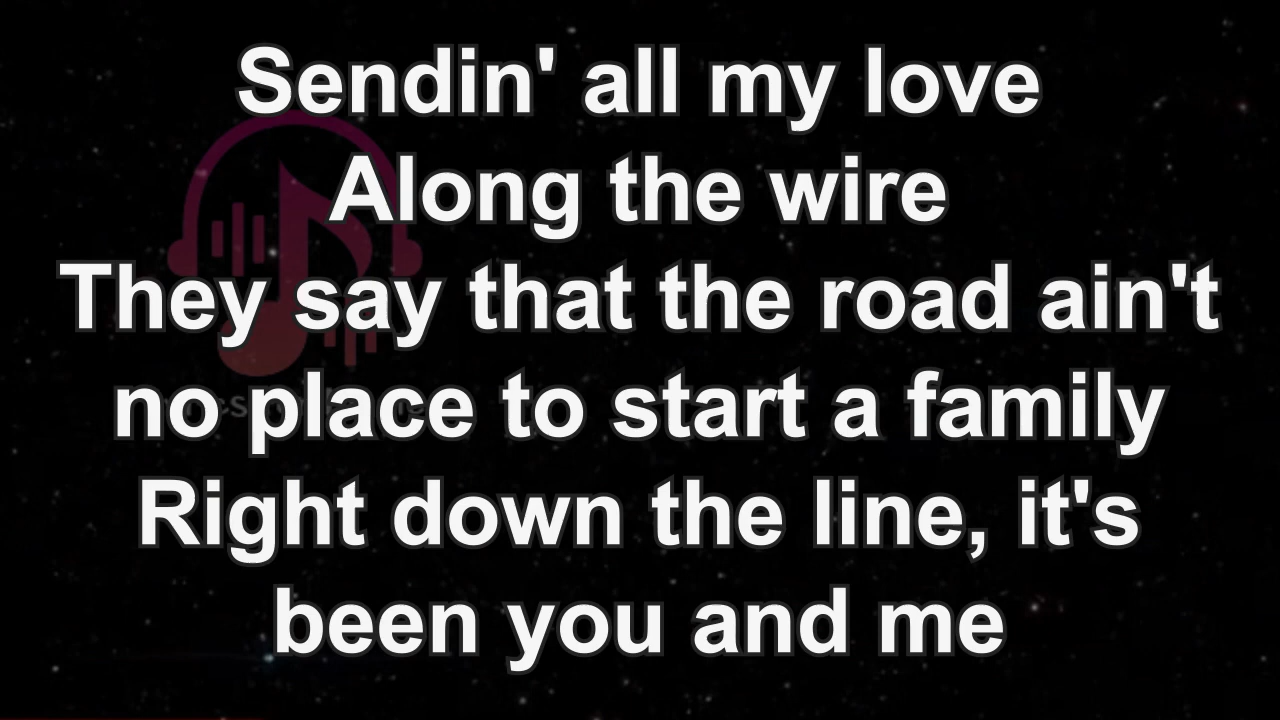 Sendin' all my love
Along the wire
They say that the road ain't
no place to start a family
Right down the line, it's
been you and me